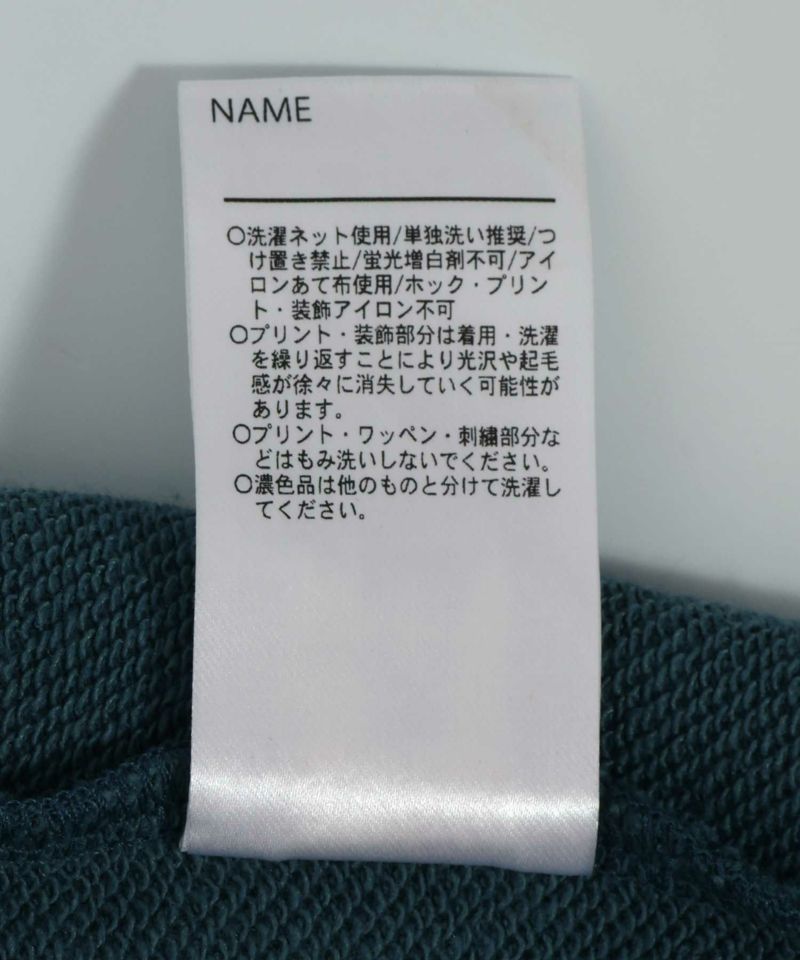 NAME
○洗濯ネット使用/単独洗い推奨/つ
け置き禁止/蛍光増白剤不可/アイ
ロンあて布使用/ホック・プリン
ト・装飾アイロン不可
○プリント・装飾部分は着用・洗濯
を繰り返すことにより光沢や起毛
感が徐々に消失していく可能性が
あります。
○プリント・ワッペン・刺繍部分な
どはもみ洗いしないでください。
○濃色品は他のものと分けて洗濯し
てください。